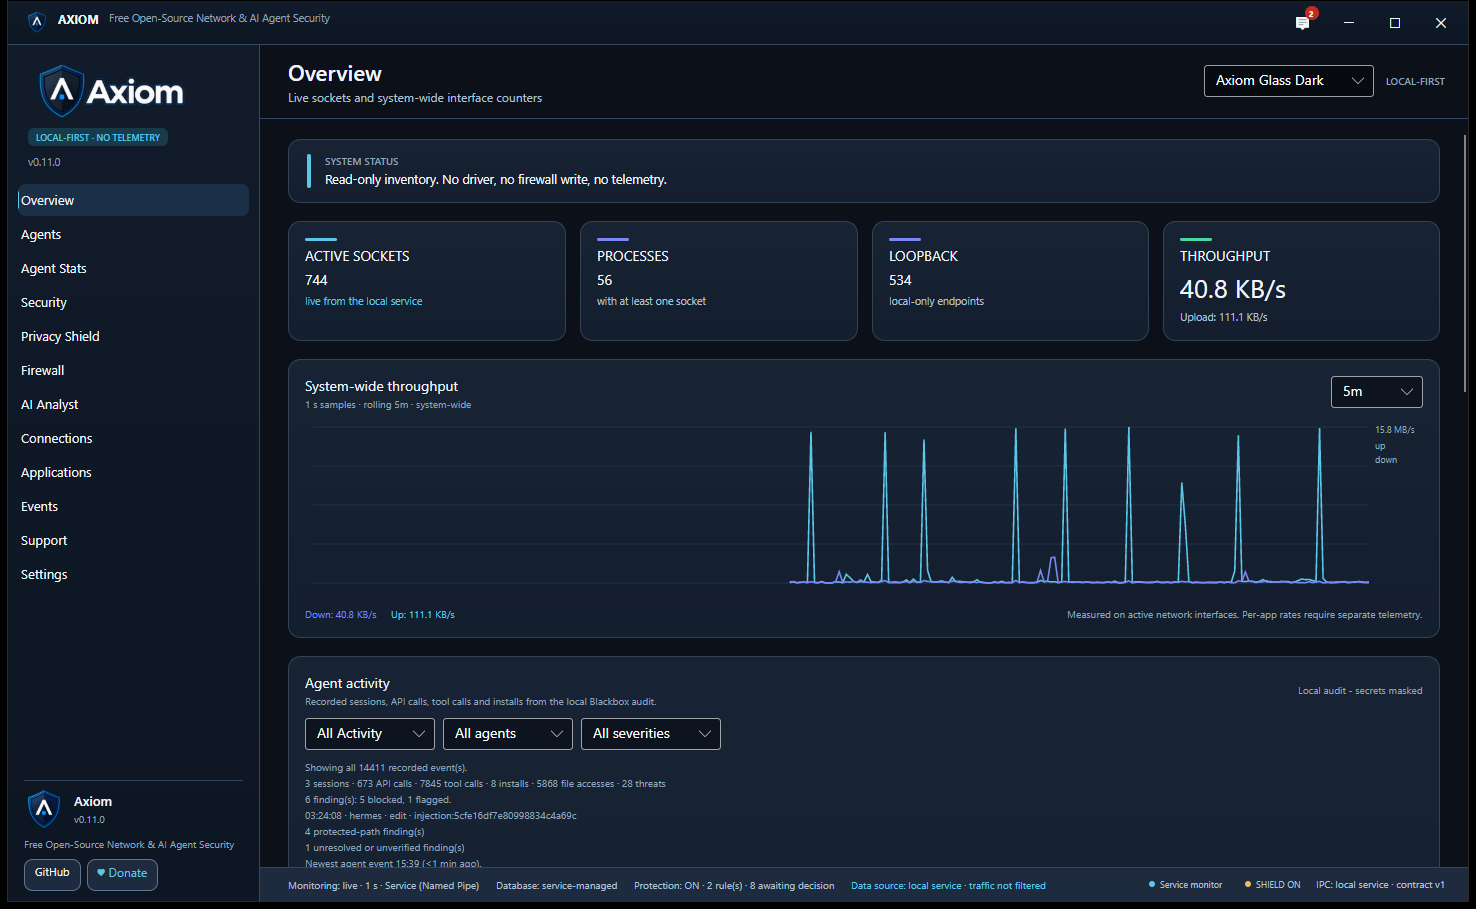 AXIOM Free Open-Source Network & AI Agent Security
2
Axiom
LOCAL-FIRST - NO TELEMETRY
v0.11.0
Overview
Agents
Agent Stats
Security
Privacy Shield
Firewall
AI Analyst
Connections
Applications
Events
Support
Settings
Axiom
v0.11.0
Free Open-Source Network & AI Agent Security
GitHub
Donate
Overview
Live sockets and system-wide interface counters
Axiom Glass Dark
LOCAL-FIRST
SYSTEM STATUS
Read-only inventory. No driver, no firewall write, no telemetry.
ACTIVE SOCKETS
744
live from the local service
PROCESSES
56
with at least one socket
LOOPBACK
534
local-only endpoints
THROUGHPUT
40.8 KB/s
Upload: 111.1 KB/s
System-wide throughput
1 s samples · rolling 5m · system-wide
5m
15.8 MB/s
up
down
Down: 40.8 KB/s Up: 111.1 KB/s
Measured on active network interfaces. Per-app rates require separate telemetry.
Agent activity
Recorded sessions, API calls, tool calls and installs from the local Blackbox audit.
Local audit - secrets masked
All Activity
All agents
All severities
Showing all 14411 recorded event(s).
3 sessions · 673 API calls · 7845 tool calls · 8 installs · 5868 file accesses · 28 threats
6 finding(s): 5 blocked, 1 flagged.
03:24:08 · hermes · edit · injection:5cfe16df7e80998834c4a69c
4 protected-path finding(s)
1 unresolved or unverified finding(s)
Newest agent event 15:39 (<1 min ago).
Monitoring: live · 1 s · Service (Named Pipe) Database: service-managed Protection: ON · 2 rule(s) · 8 awaiting decision Data source: local service · traffic not filtered Service monitor SHIELD ON IPC: local service · contract v1